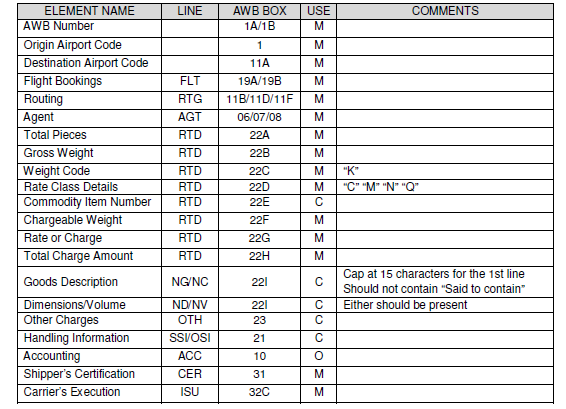 ELEMENT NAME LINE AWB BOX USE COMMENTS
AWB Number 1A/1B M
Origin Airport Code 1 M
Destination Airport Code 11A M
Flight Bookings FLT 19A/19B M
Routing RTG 11B/11D/11F M
Agent AGT 06/07/08 M
Total Pieces RTD 22A M
Gross Weight RTD 22B M
Weight Code RTD 22C M “K”
Rate Class Details RTD 22D M “C” “M” “N” “Q”
Commodity Item Number RTD 22E C
Chargeable Weight RTD 22F M
Rate or Charge RTD 22G M
Total Charge Amount RTD 22H M
Goods Description NG/NC 22I C Cap at 15 characters for the 1st line
Should not contain “Said to contain”
Dimensions/Volume ND/NV 22I C Either should be present
Other Charges OTH 23 C
Handling Information SSI/OSI 21 C
Accounting ACC 10 O
Shipper’s Certification CER 31 M
Carrier’s Execution ISU 32C M